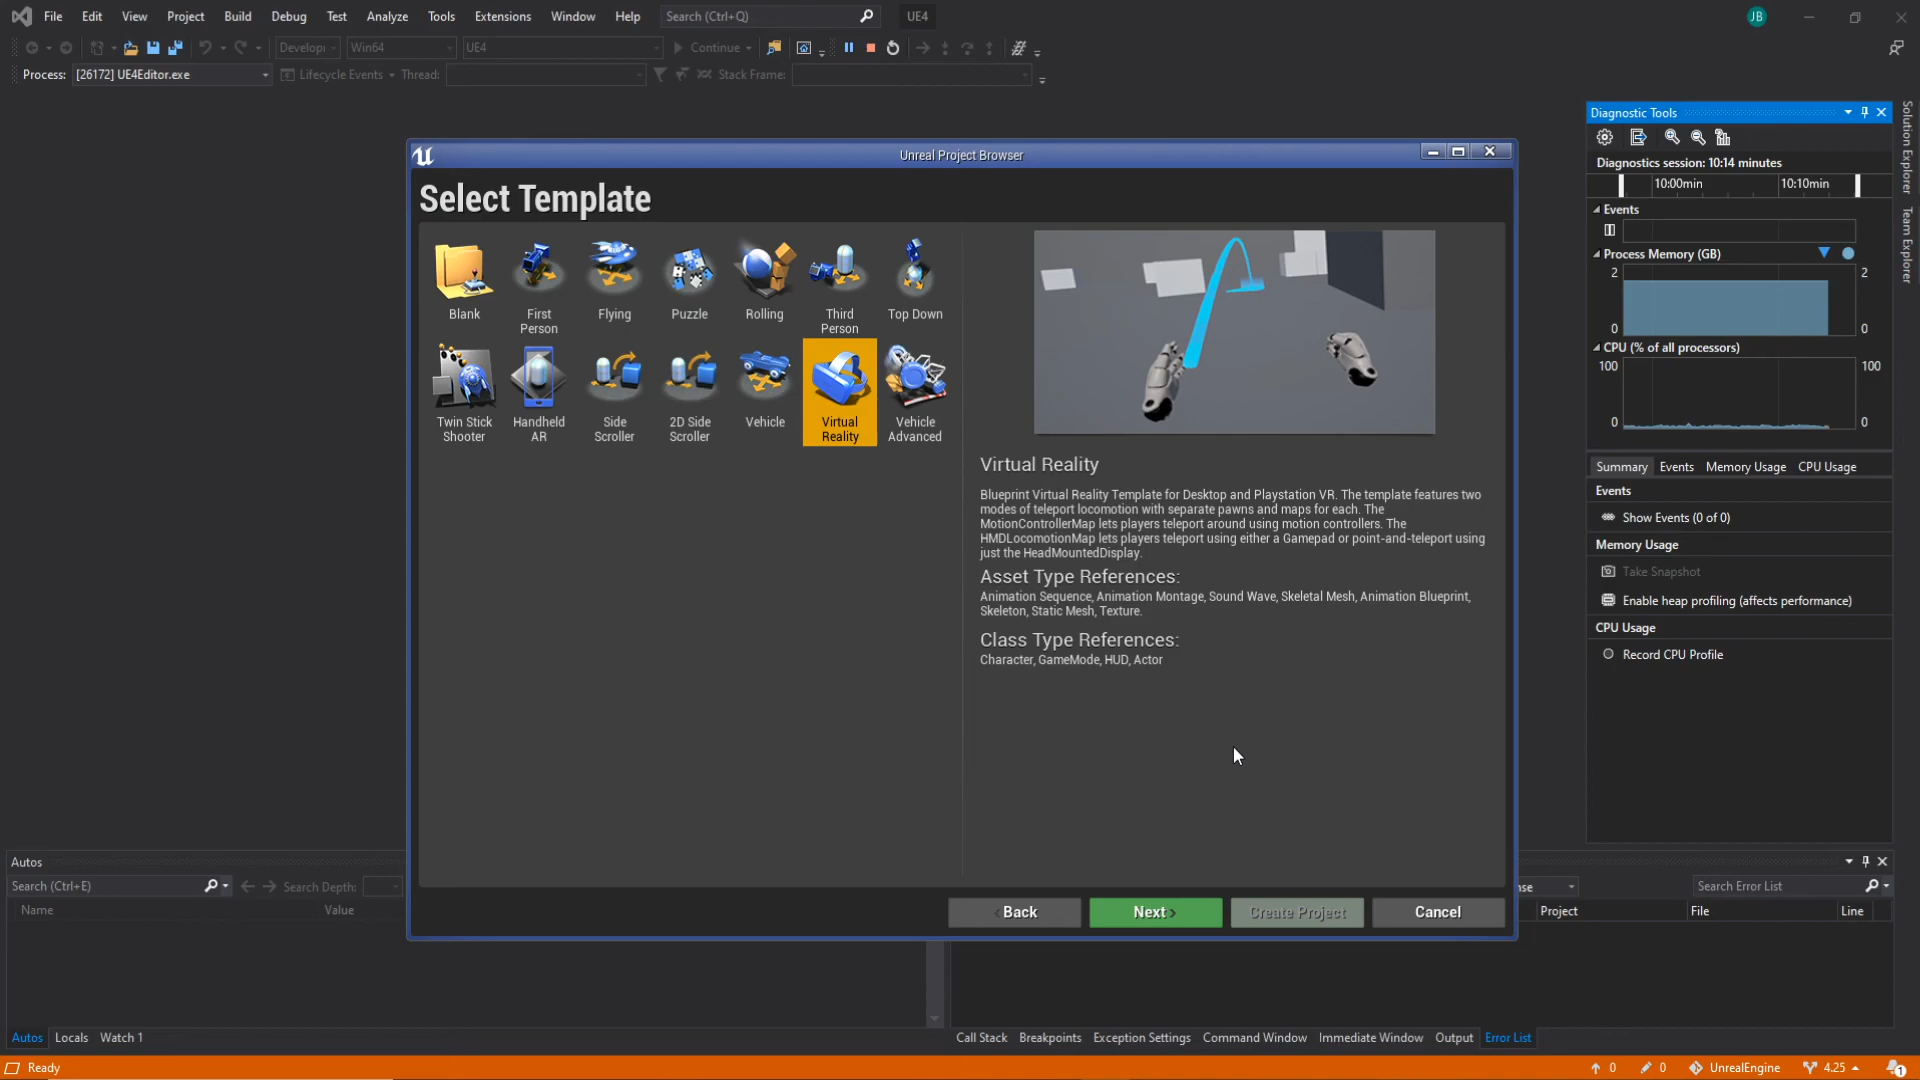 File Edit View Project Build Debug Test Analyze Tools Extensions Window Help Search (Ctrl+Q) UE4 JB
Develop Win64 UE4 Continue
Process: [26172] UE4Editor.exe Lifecycle Events Thread: Stack Frame:
Unreal Project Browser
Select Template
Blank
First
Person
Flying
Puzzle
Rolling
Third
Person
Top Down
Twin Stick
Shooter
Handheld
AR
Side
Scroller
2D Side
Scroller
Vehicle
Virtual
Reality
Vehicle
Advanced
Virtual Reality
Blueprint Virtual Reality Template for Desktop and Playstation VR. The template features two
modes of teleport locomotion with separate pawns and maps for each. The
MotionControllerMap lets players teleport around using motion controllers. The
HMDLocomotionMap lets players teleport using either a Gamepad or point-and-teleport using
just the HeadMountedDisplay.
Asset Type References:
Animation Sequence, Animation Montage, Sound Wave, Skeletal Mesh, Animation Blueprint,
Skeleton, Static Mesh, Texture.
Class Type References:
Character, GameMode, HUD, Actor
Back Next Create Project Cancel
Diagnostic Tools
Diagnostics session: 10:14 minutes
10:00min 10:10min
Events
Process Memory (GB)
2 2
0 0
CPU (% of all processors)
100 100
0 0
Summary Events Memory Usage CPU Usage
Events
Show Events (0 of 0)
Memory Usage
Take Snapshot
Enable heap profiling (affects performance)
CPU Usage
Record CPU Profile
Solution Explorer
Team Explorer
Autos
Search (Ctrl+E) Search Depth:
Name Value
nse Search Error List
Project File Line
Autos Locals Watch 1
Call Stack Breakpoints Exception Settings Command Window Immediate Window Output Error List
Ready 0 0 UnrealEngine 4.25 1